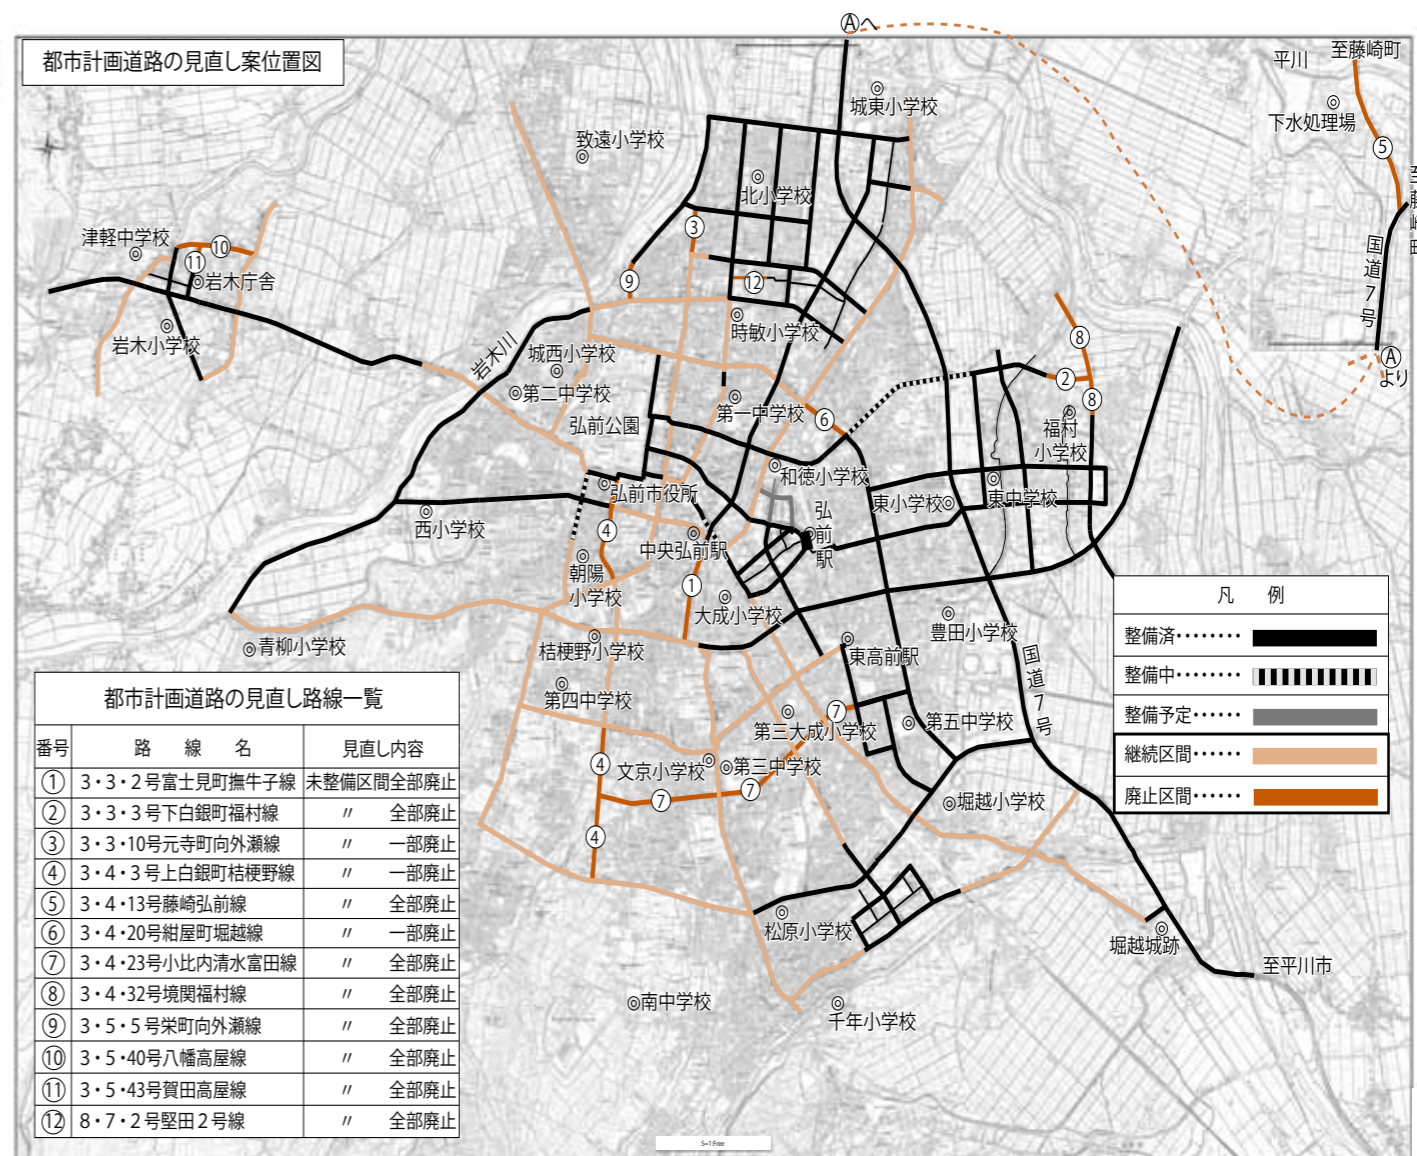 都市計画道路の見直し案位置図
Ⓐへ
城東小学校
平川
至藤崎町
下水処理場
⑤
国道7号
Ⓐ
より
致遠小学校
北小学校
③
⑨
⑫
時敏小学校
津軽中学校
⑩
⑪
岩木庁舎
岩木小学校
岩木川
城西小学校
第二中学校
弘前公園
第一中学校
⑥
⑧
②
⑧
福村
小学校
和徳小学校
弘前市役所
東小学校
東中学校
弘前駅
西小学校
④
中央弘前駅
朝陽
小学校
①
大成小学校
青柳小学校
桔梗野小学校
豊田小学校
東高前駅
国道7号
第四中学校
⑦
第三大成小学校
第五中学校
④
文京小学校
第三中学校
⑦
⑦
堀越小学校
④
松原小学校
堀越城跡
至平川市
南中学校
千年小学校
凡 例
整備済‥‥‥‥
整備中‥‥‥‥
整備予定‥‥‥
継続区間‥‥‥
廃止区間‥‥‥
都市計画道路の見直し路線一覧
番号 路 線 名 見直し内容
① 3・3・2号富士見町撫牛子線 未整備区間全部廃止
② 3・3・3号下白銀町福村線 〃 全部廃止
③ 3・3・10号元寺町向外瀬線 〃 一部廃止
④ 3・4・3号上白銀町桔梗野線 〃 一部廃止
⑤ 3・4・13号藤崎弘前線 〃 全部廃止
⑥ 3・4・20号紺屋町堀越線 〃 一部廃止
⑦ 3・4・23号小比内清水富田線 〃 全部廃止
⑧ 3・4・32号境関福村線 〃 全部廃止
⑨ 3・5・5号栄町向外瀬線 〃 全部廃止
⑩ 3・5・40号八幡高屋線 〃 全部廃止
⑪ 3・5・43号賀田高屋線 〃 全部廃止
⑫ 8・7・2号堅田2号線 〃 全部廃止